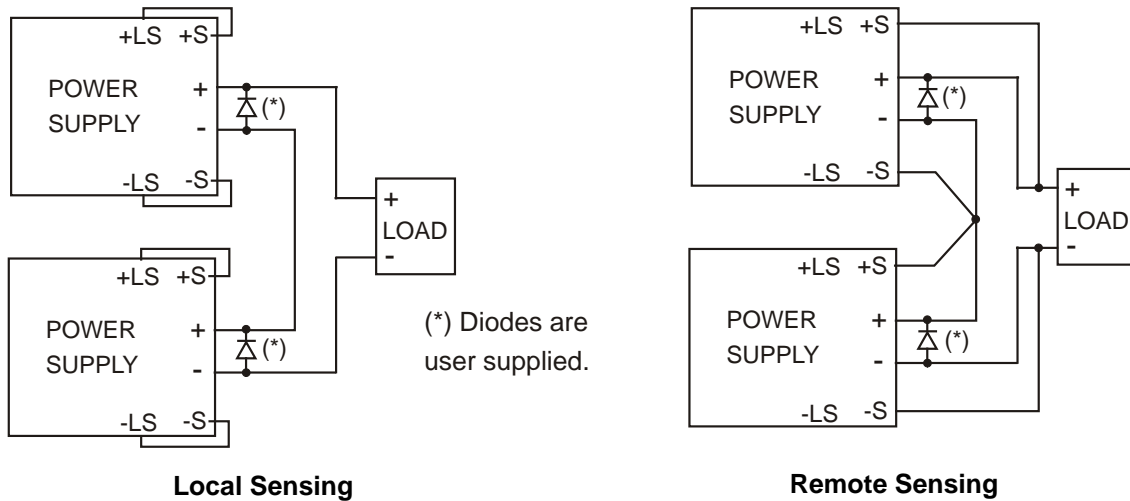 +LS +S
POWER
SUPPLY
+
(*)
-
-LS -S
+LS +S
POWER
SUPPLY
+
(*)
-
-LS -S
+
LOAD
-
(*) Diodes are
user supplied.
Local Sensing
+LS +S
POWER
SUPPLY
+
(*)
-
-LS -S
+LS +S
POWER
SUPPLY
+
(*)
-
-LS -S
+
LOAD
-
Remote Sensing